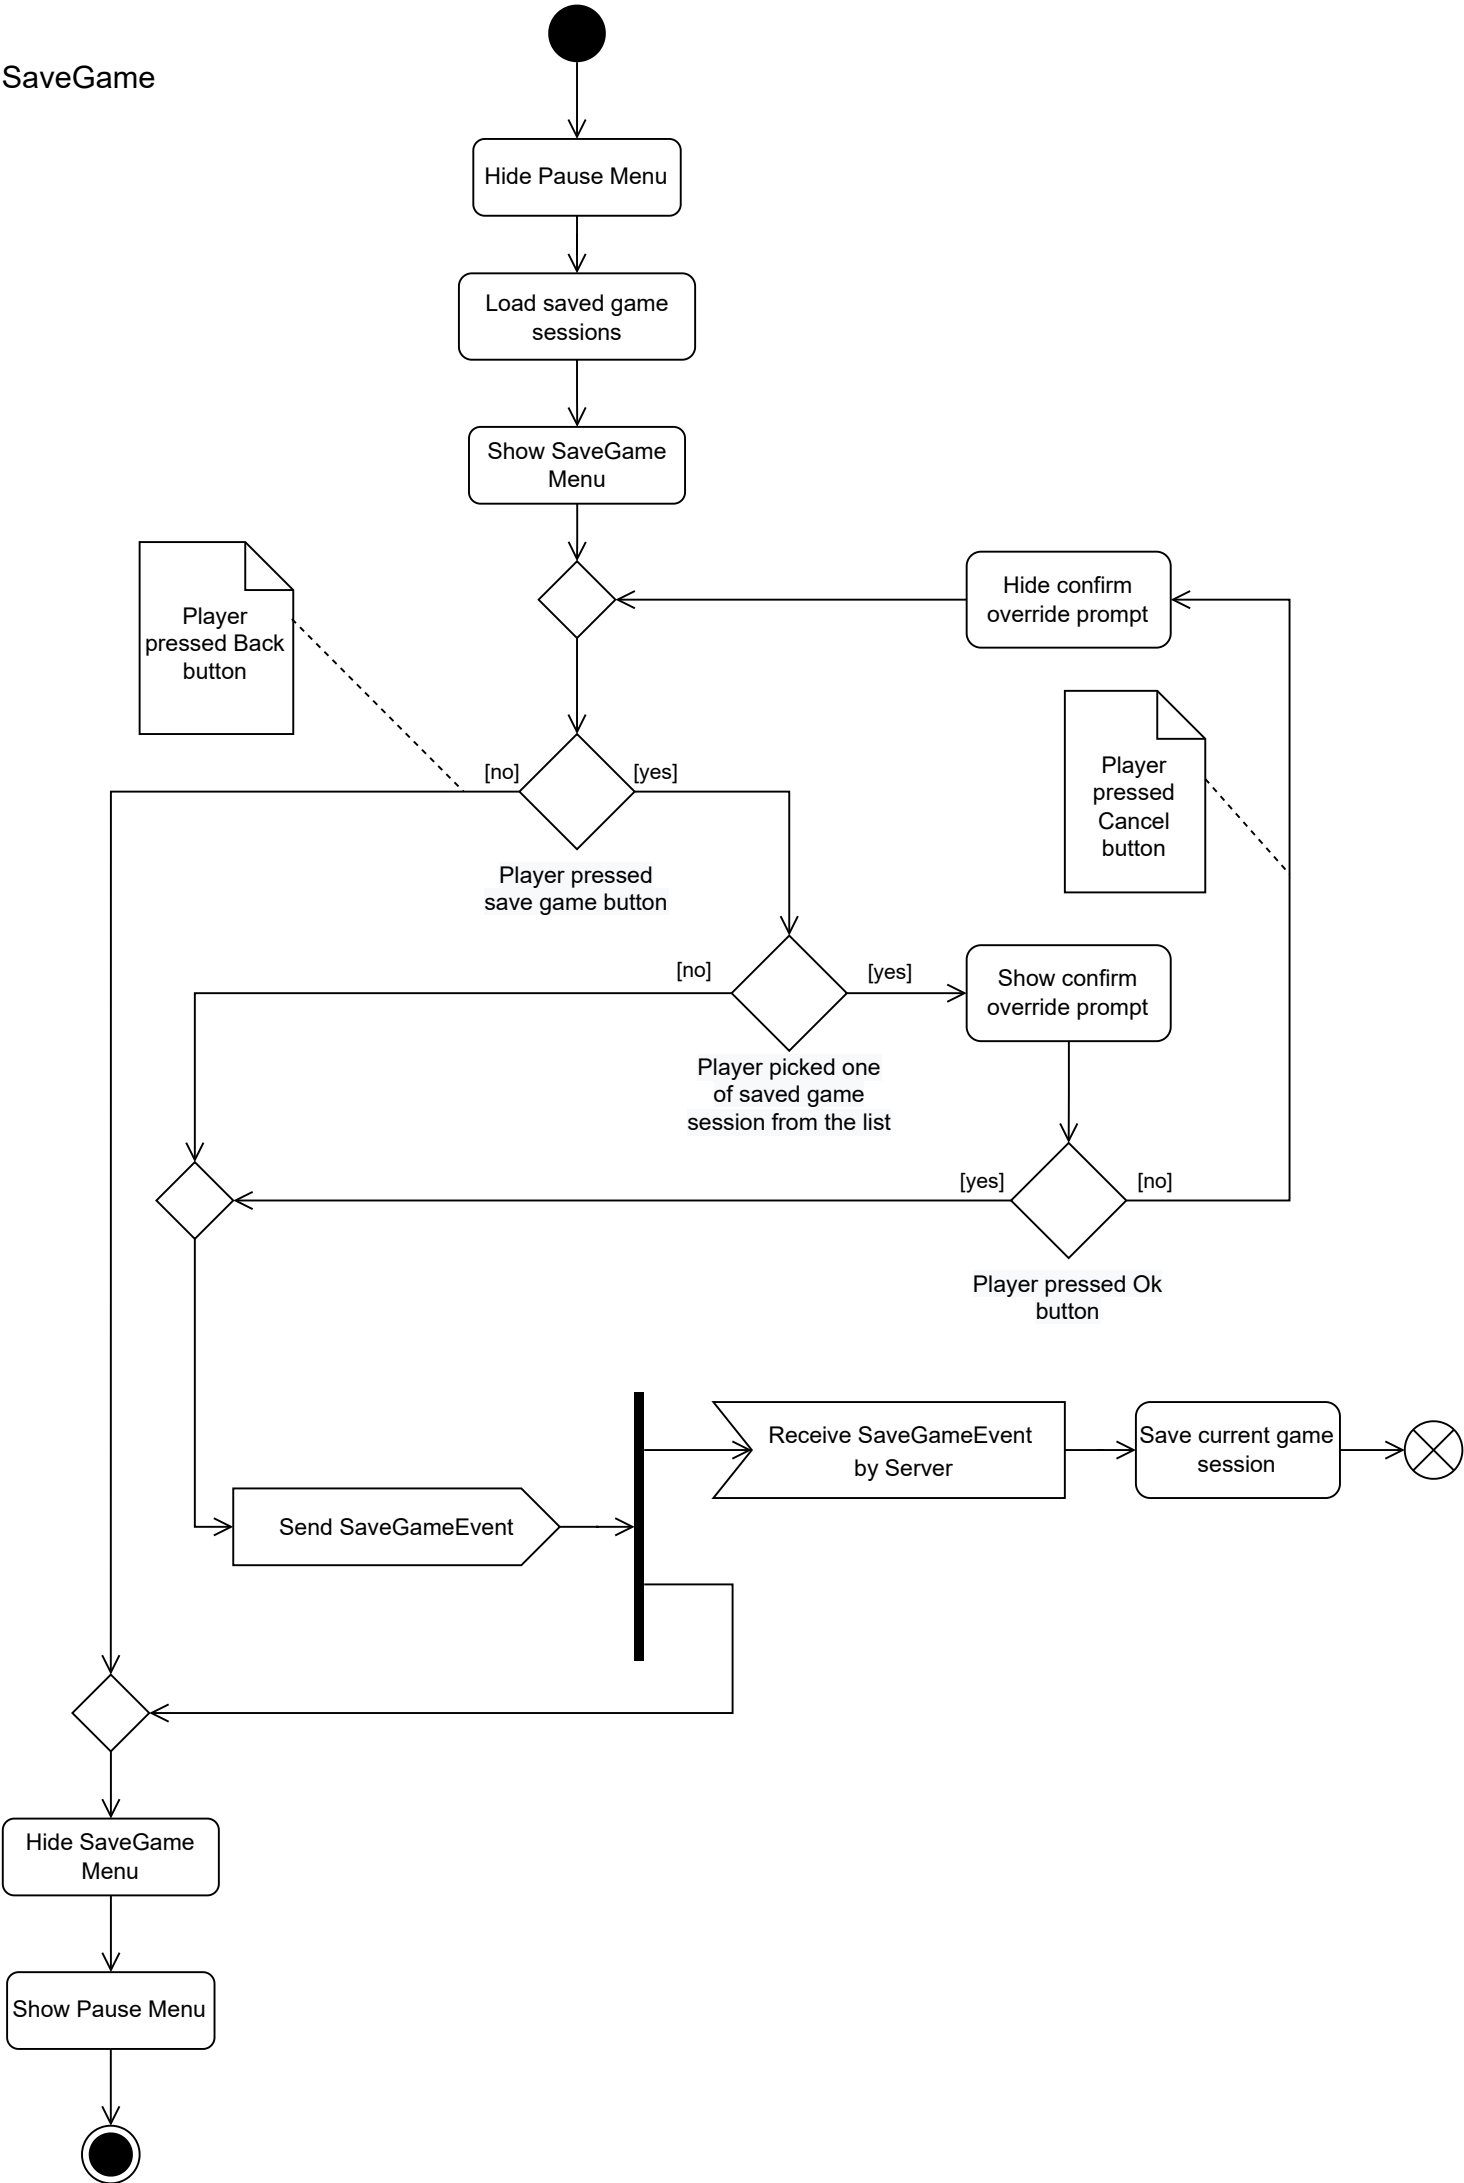 SaveGame
Hide Pause Menu
Load saved game
sessions
Show SaveGame
Menu
Player
pressed Back
button
Hide confirm
override prompt
Player
pressed
Cancel
button
[no]
[yes]
Player pressed
save game button
[no]
[yes]
Show confirm
override prompt
Player picked one
of saved game
session from the list
[yes]
[no]
Player pressed Ok
button
Receive SaveGameEvent
by Server
Save current game
session
Send SaveGameEvent
Hide SaveGame
Menu
Show Pause Menu